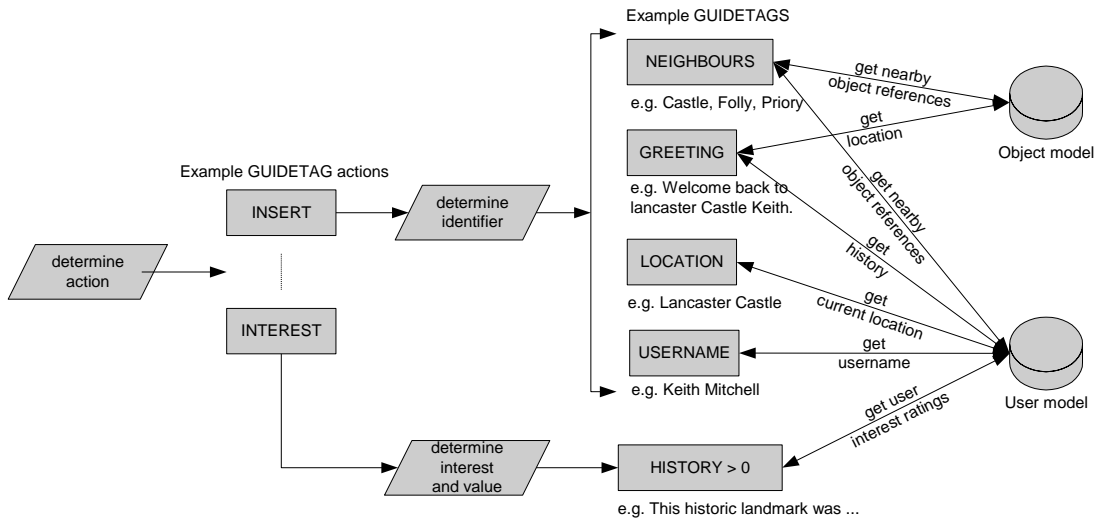 Example GUIDETAGS
NEIGHBOURS
e.g. Castle, Folly, Priory
get nearby
object references
get
location
Object model
Example GUIDETAG actions
GREETING
e.g. Welcome back to
lancaster Castle Keith.
INSERT
determine
identifier
get nearby
object references
get
history
determine
action
LOCATION
e.g. Lancaster Castle
get
current location
INTEREST
USERNAME
e.g. Keith Mitchell
get
username
User model
get user
interest ratings
determine
interest
and value
HISTORY > 0
e.g. This historic landmark was ...